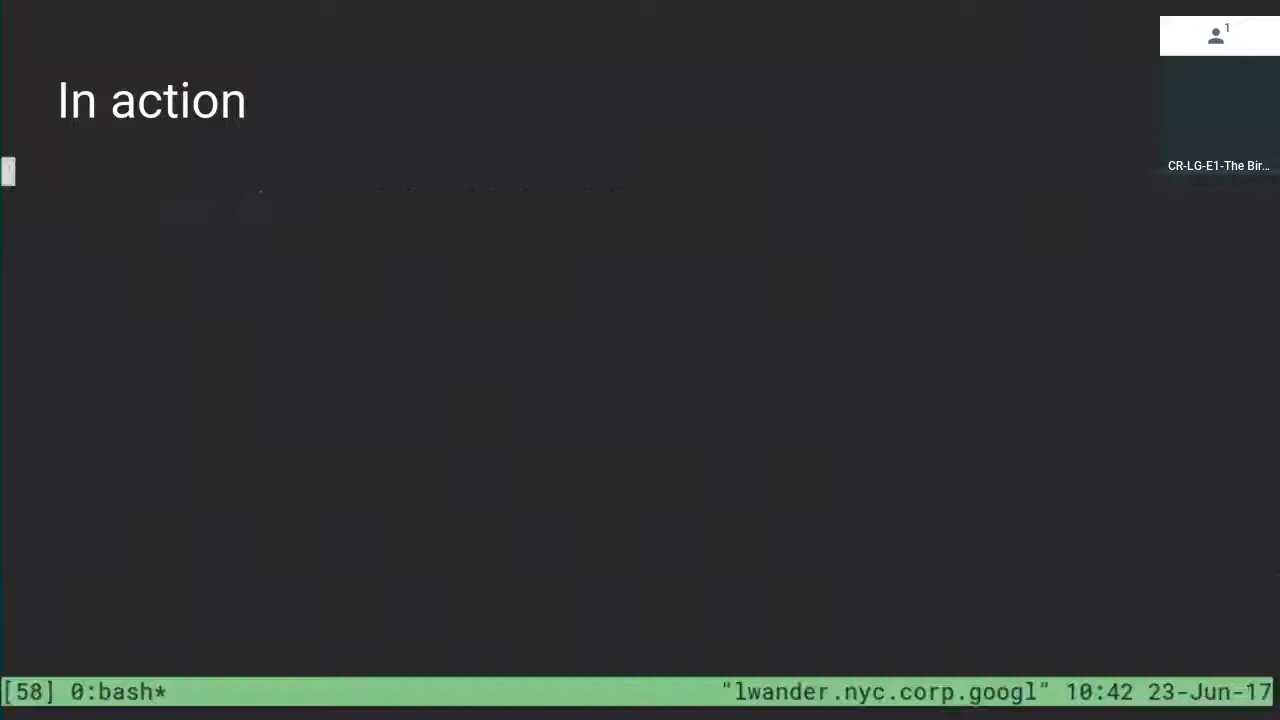 1
In action
CR-LG-E1-The Bir...
[58] 0:bash* "lwander.nyc.corp.googl" 10:42 23-Jun-17